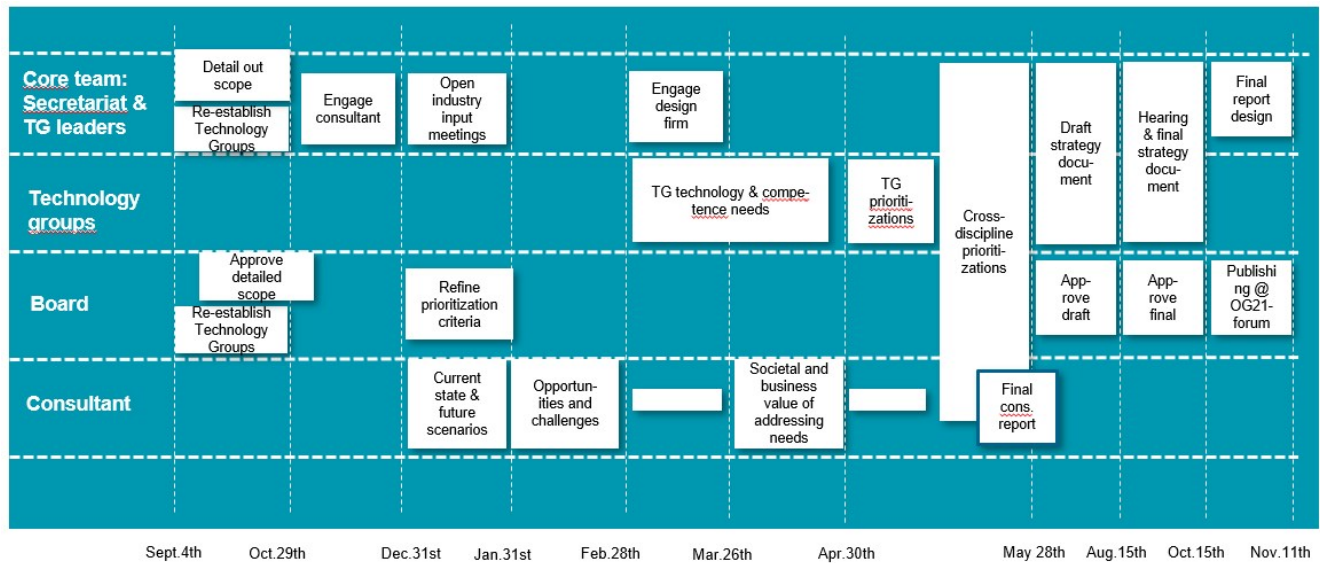 Core team:
Secretariat &
TG leaders
Detail out
scope
Re-establish
Technology
Groups
Engage
consultant
Open
industry
input
meetings
Engage
design
firm
Draft
strategy
docu-
ment
Hearing
& final
strategy
docu-
ment
Final
report
design
Technology
groups
TG technology & compe-
tence needs
TG
prioriti-
zations
Cross-
discipline
prioriti-
zations
Board
Approve
detailed
scope
Re-establish
Technology
Groups
Refine
prioritization
criteria
App-
rove
draft
App-
rove
final
Publishi
ng @
OG21-
forum
Consultant
Current
state &
future
scenarios
Opportun-
ities and
challenges
Societal and
business
value of
addressing
needs
Final
cons.
report
Sept.4th Oct.29th Dec.31st Jan.31st Feb.28th Mar.26th Apr.30th May 28th Aug.15th Oct.15th Nov.11th